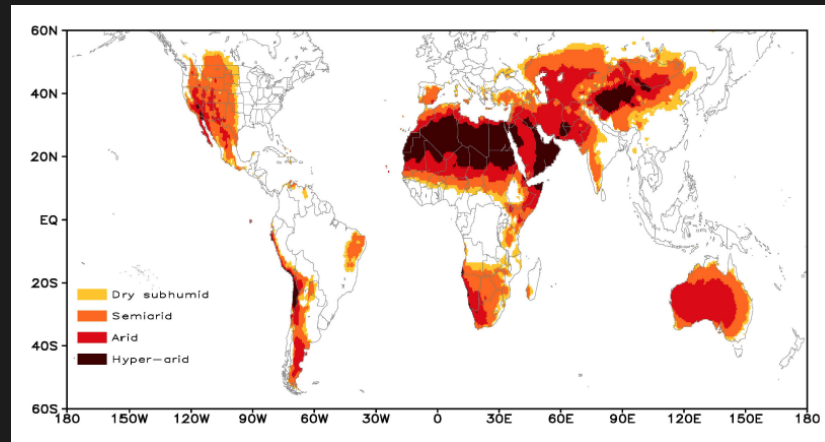 60N
40N
20N
EQ
20S
40S
60S
Dry subhumid
Semiarid
Arid
Hyper-arid
180 150W 120W 90W 60W 30W 0 30E 60E 90E 120E 150E 180